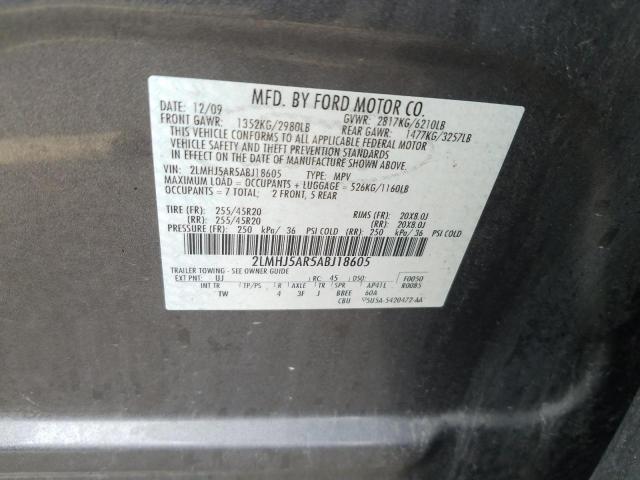 MFD. BY FORD MOTOR CO.
DATE: 12/09 GVWR: 2817KG/6210LB
FRONT GAWR: 1352KG/2980LB REAR GAWR: 1477KG/3257LB
THIS VEHICLE CONFORMS TO ALL APPLICABLE FEDERAL MOTOR
VEHICLE SAFETY AND THEFT PREVENTION STANDARDS
IN EFFECT ON THE DATE OF MANUFACTURE SHOWN ABOVE.
VIN: 2LMHJ5AR5ABJ18605 TYPE: MPV
MAXIMUM LOAD = OCCUPANTS + LUGGAGE = 526KG/1160LB
OCCUPANTS = 7 TOTAL; 2 FRONT, 5 REAR
TIRE (FR): 255/45R20 RIMS (FR): 20X8.0J
(RR): 255/45R20 (RR): 20X8.0J
PRESSURE (FR): 250 kPa/ 36 PSI COLD (RR): 250 kPa/ 36 PSI COLD
2LMHJ5AR5ABJ18605
TRAILER TOWING - SEE OWNER GUIDE
EXT PNT: UJ RC: 45 DSO: F0050
INT TR TP/PS R AXLE TR SPR AP41L R0085
TW 4 3F J BBEE 60A
CBU 5U5A-5420472-AA